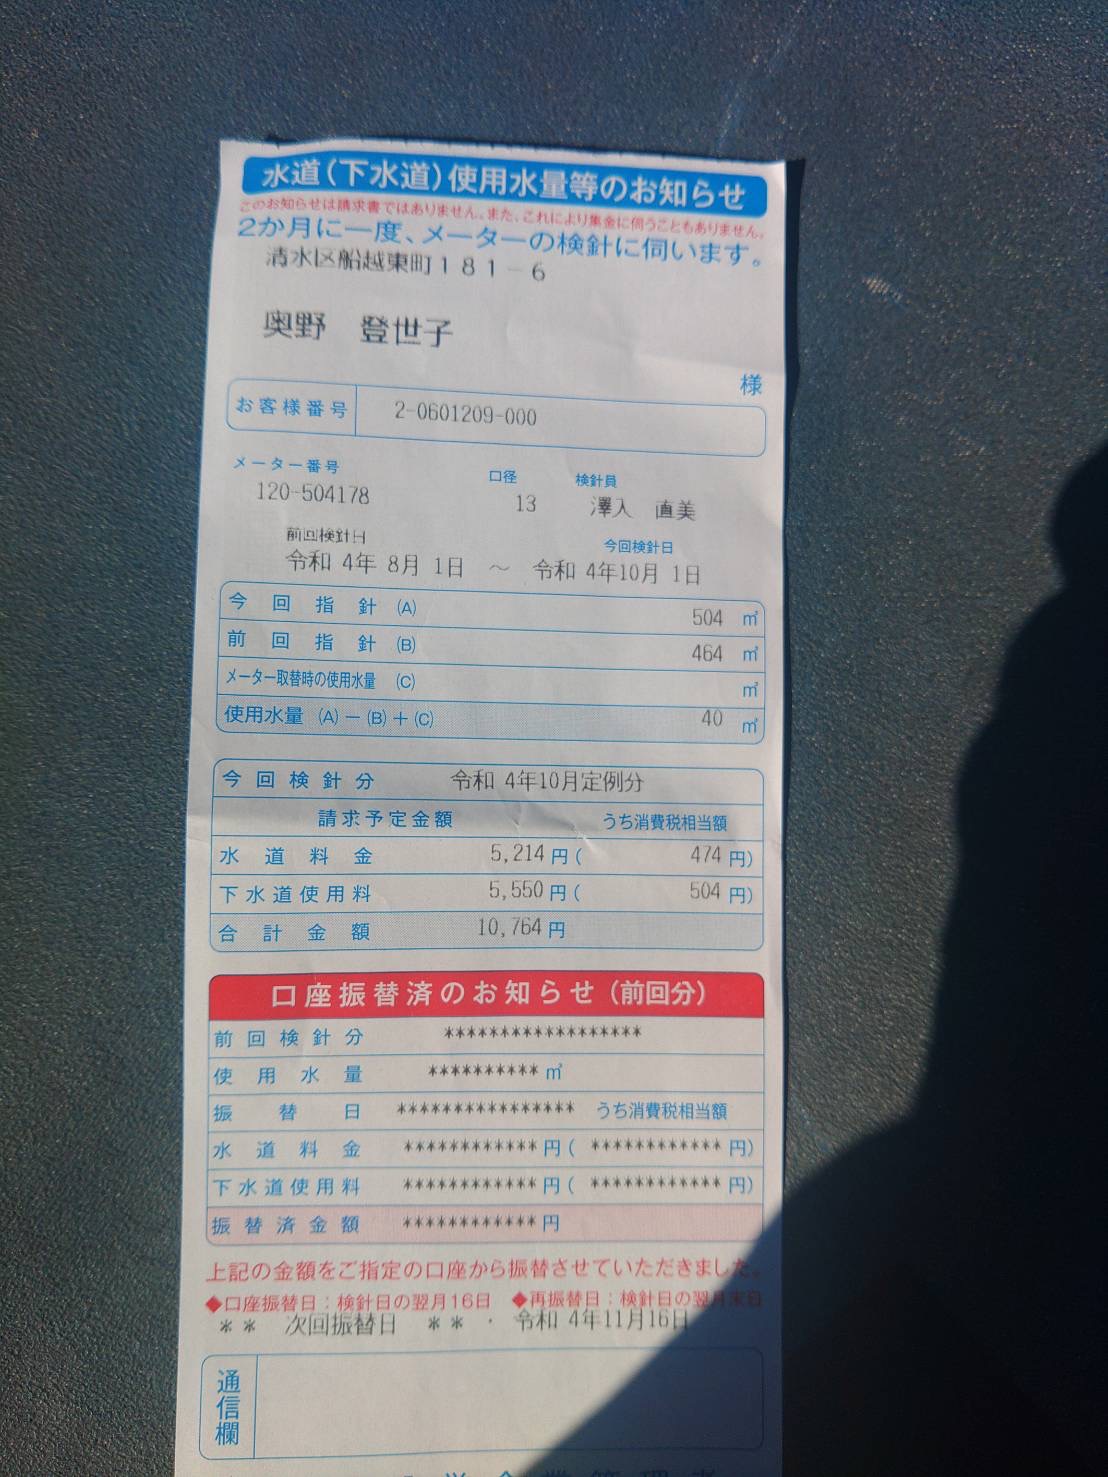 水道(下水道)使用水量等のお知らせ
このお知らせは請求書ではありません。また、これにより集金に伺うこともありません。
2か月に一度、メーターの検針に伺います。
清水区船越東町181-6
奥野 登世子
様
お客様番号 2-0601209-000
メーター番号 口径 検針員
120-504178 13 澤入 直美
前回検針日 今回検針日
令和 4年 8月 1日 ~ 令和 4年10月 1日
今回指針 (A) 504 ㎥
前回指針 (B) 464 ㎥
メーター取替時の使用水量 (C) ㎥
使用水量 (A)-(B)+(C) 40 ㎥
今回検針分 令和 4年10月定例分
請求予定金額 うち消費税相当額
水道料金 5,214 円( 474 円)
下水道使用料 5,550 円( 504 円)
合計金額 10,764 円
口座振替済のお知らせ(前回分)
前回検針分 ******************
使用水量 ********** ㎥
振替日 **************** うち消費税相当額
水道料金 ************ 円( ************ 円)
下水道使用料 ************ 円( ************ 円)
振替済金額 ************ 円
上記の金額をご指定の口座から振替させていただきました。
◆口座振替日:検針日の翌月16日 ◆再振替日:検針日の翌月末日
** 次回振替日 ** ・ 令和 4年11月16日
通信欄